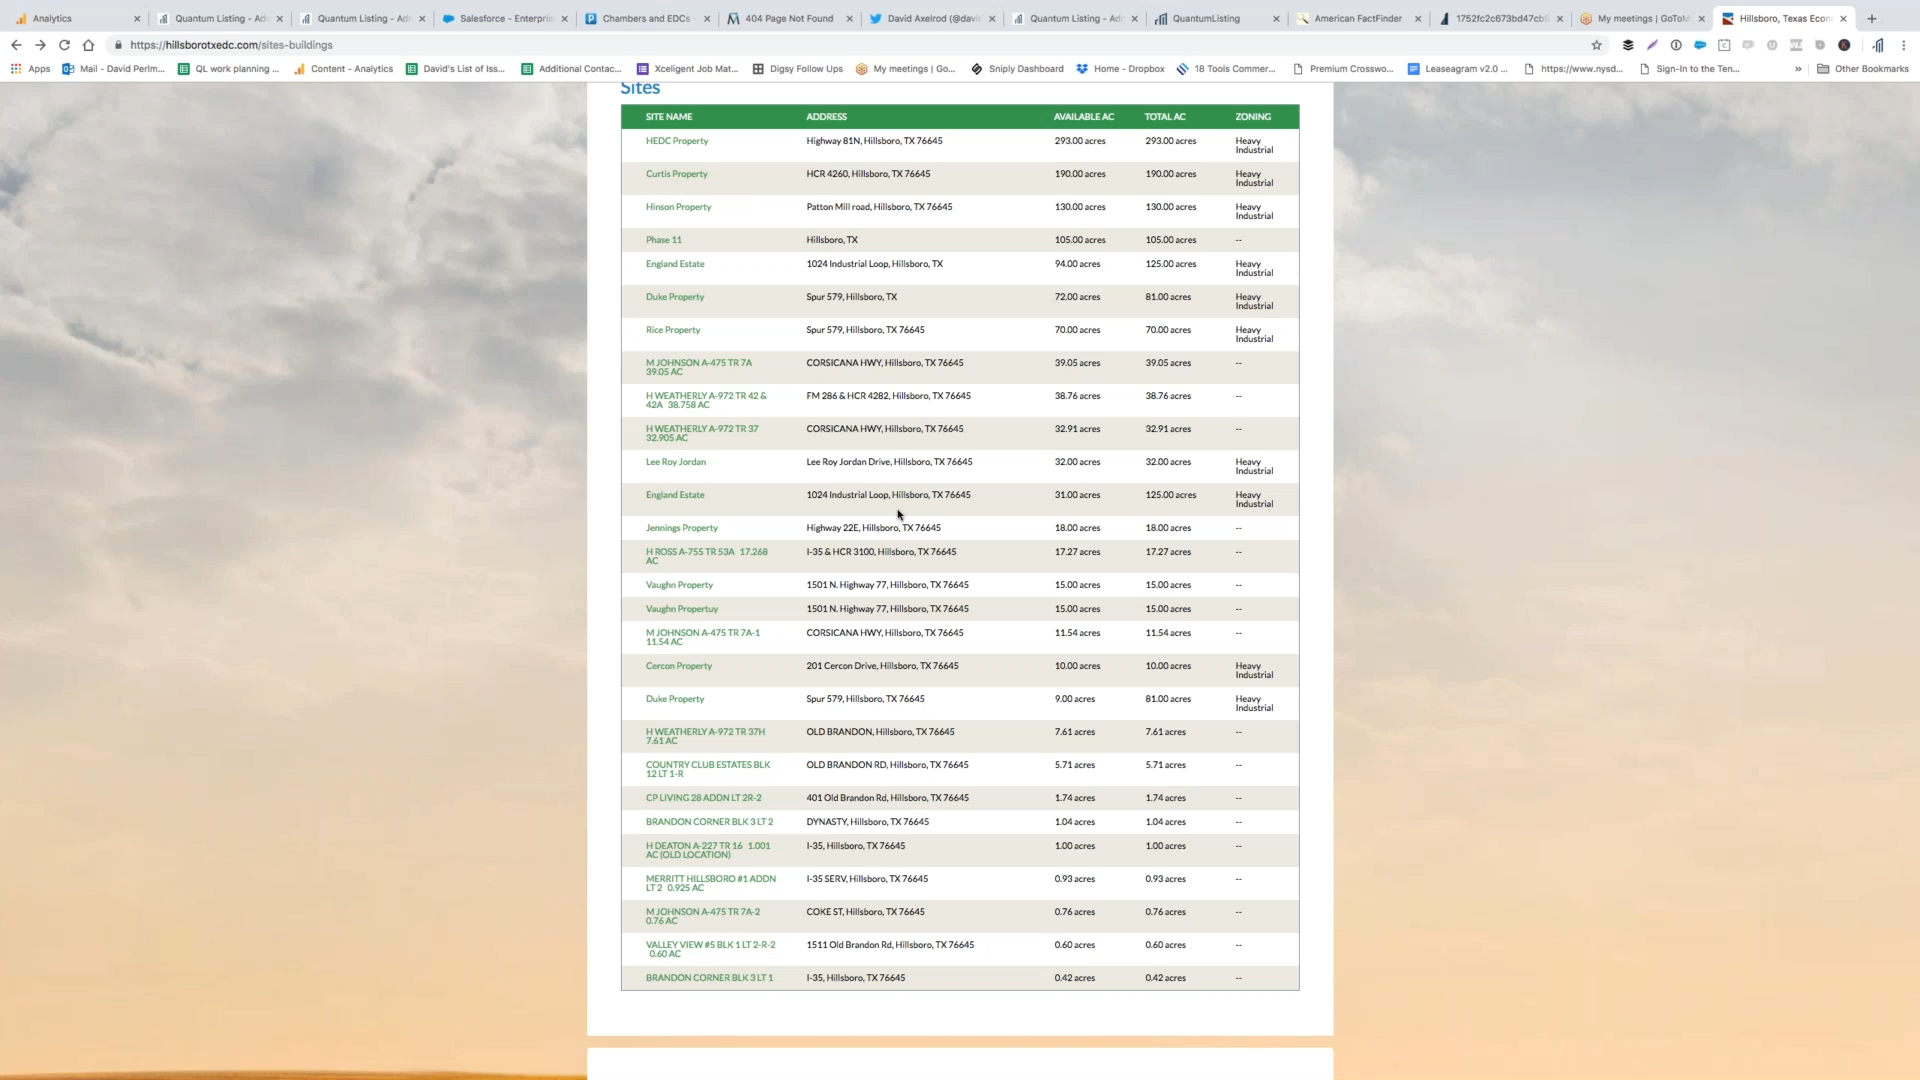 Analytics
Quantum Listing - Adr
Quantum Listing - Adr
Salesforce - Enterpris
Chambers and EDCs -
404 Page Not Found
David Axelrod (@davi
Quantum Listing - Adr
QuantumListing
American FactFinder
1752fc2c673bd47cb
My meetings | GoToM
Hillsboro, Texas Econ
https://hillsborotxedc.com/sites-buildings
Apps
Mail - David Perlm...
QL work planning ...
Content - Analytics
David's List of Iss...
Additional Contac...
Xceligent Job Mat...
Digsy Follow Ups
My meetings | Go...
Sniply Dashboard
Home - Dropbox
18 Tools Commer...
Premium Crosswo...
Leaseagram v2.0 ...
https://www.nysd...
Sign-In to the Ten...
»
Other Bookmarks
Sites
SITE NAME ADDRESS AVAILABLE AC TOTAL AC ZONING
HEDC Property Highway 81N, Hillsboro, TX 76645 293.00 acres 293.00 acres Heavy
Industrial
Curtis Property HCR 4260, Hillsboro, TX 76645 190.00 acres 190.00 acres Heavy
Industrial
Hinson Property Patton Mill road, Hillsboro, TX 76645 130.00 acres 130.00 acres Heavy
Industrial
Phase 11 Hillsboro, TX 105.00 acres 105.00 acres --
England Estate 1024 Industrial Loop, Hillsboro, TX 94.00 acres 125.00 acres Heavy
Industrial
Duke Property Spur 579, Hillsboro, TX 72.00 acres 81.00 acres Heavy
Industrial
Rice Property Spur 579, Hillsboro, TX 76645 70.00 acres 70.00 acres Heavy
Industrial
M JOHNSON A-475 TR 7A CORSICANA HWY, Hillsboro, TX 76645 39.05 acres 39.05 acres --
39.05 AC
H WEATHERLY A-972 TR 42 & FM 286 & HCR 4282, Hillsboro, TX 76645 38.76 acres 38.76 acres --
42A 38.758 AC
H WEATHERLY A-972 TR 37 CORSICANA HWY, Hillsboro, TX 76645 32.91 acres 32.91 acres --
32.905 AC
Lee Roy Jordan Lee Roy Jordan Drive, Hillsboro, TX 76645 32.00 acres 32.00 acres Heavy
Industrial
England Estate 1024 Industrial Loop, Hillsboro, TX 76645 31.00 acres 125.00 acres Heavy
Industrial
Jennings Property Highway 22E, Hillsboro, TX 76645 18.00 acres 18.00 acres --
H ROSS A-755 TR 53A 17.268 I-35 & HCR 3100, Hillsboro, TX 76645 17.27 acres 17.27 acres --
AC
Vaughn Property 1501 N. Highway 77, Hillsboro, TX 76645 15.00 acres 15.00 acres --
Vaughn Propertuy 1501 N. Highway 77, Hillsboro, TX 76645 15.00 acres 15.00 acres --
M JOHNSON A-475 TR 7A-1 CORSICANA HWY, Hillsboro, TX 76645 11.54 acres 11.54 acres --
11.54 AC
Cercon Property 201 Cercon Drive, Hillsboro, TX 76645 10.00 acres 10.00 acres Heavy
Industrial
Duke Property Spur 579, Hillsboro, TX 76645 9.00 acres 81.00 acres Heavy
Industrial
H WEATHERLY A-972 TR 37H OLD BRANDON, Hillsboro, TX 76645 7.61 acres 7.61 acres --
7.61 AC
COUNTRY CLUB ESTATES BLK OLD BRANDON RD, Hillsboro, TX 76645 5.71 acres 5.71 acres --
12 LT 1-R
CP LIVING 28 ADDN LT 2R-2 401 Old Brandon Rd, Hillsboro, TX 76645 1.74 acres 1.74 acres --
BRANDON CORNER BLK 3 LT 2 DYNASTY, Hillsboro, TX 76645 1.04 acres 1.04 acres --
H DEATON A-227 TR 16 1.001 I-35, Hillsboro, TX 76645 1.00 acres 1.00 acres --
AC (OLD LOCATION)
MERRITT HILLSBORO #1 ADDN I-35 SERV, Hillsboro, TX 76645 0.93 acres 0.93 acres --
LT 2 0.925 AC
M JOHNSON A-475 TR 7A-2 COKE ST, Hillsboro, TX 76645 0.76 acres 0.76 acres --
0.76 AC
VALLEY VIEW #5 BLK 1 LT 2-R-2 1511 Old Brandon Rd, Hillsboro, TX 76645 0.60 acres 0.60 acres --
0.60 AC
BRANDON CORNER BLK 3 LT 1 I-35, Hillsboro, TX 76645 0.42 acres 0.42 acres --